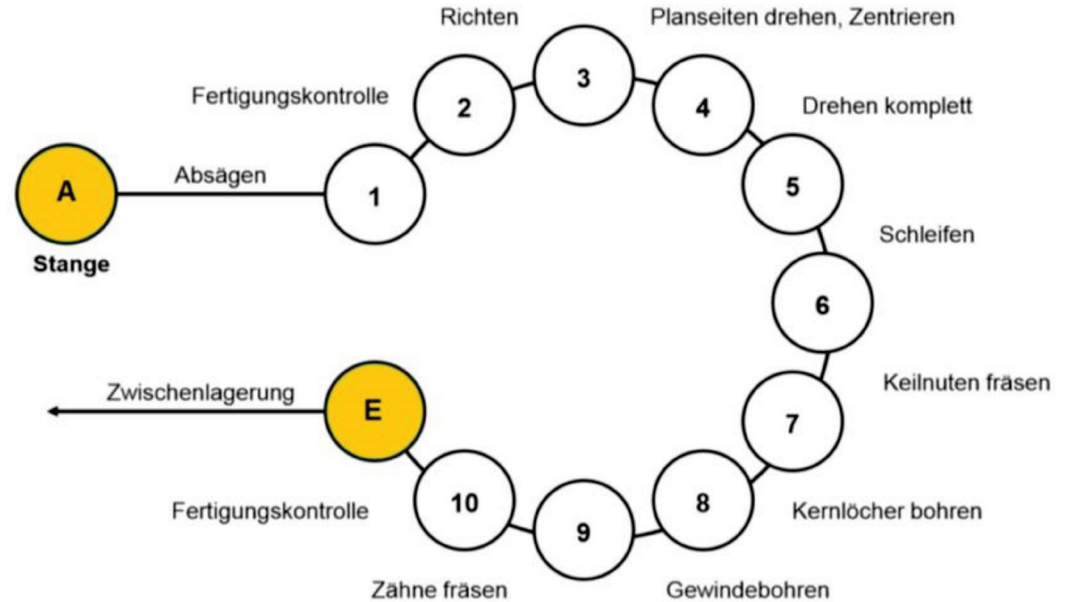 A
Stange
Absägen
1
Fertigungskontrolle
2
Richten
3
Planseiten drehen, Zentrieren
4
Drehen komplett
5
Schleifen
6
Keilnuten fräsen
7
Kernlöcher bohren
8
Gewindebohren
9
Zähne fräsen
10
Fertigungskontrolle
E
Zwischenlagerung